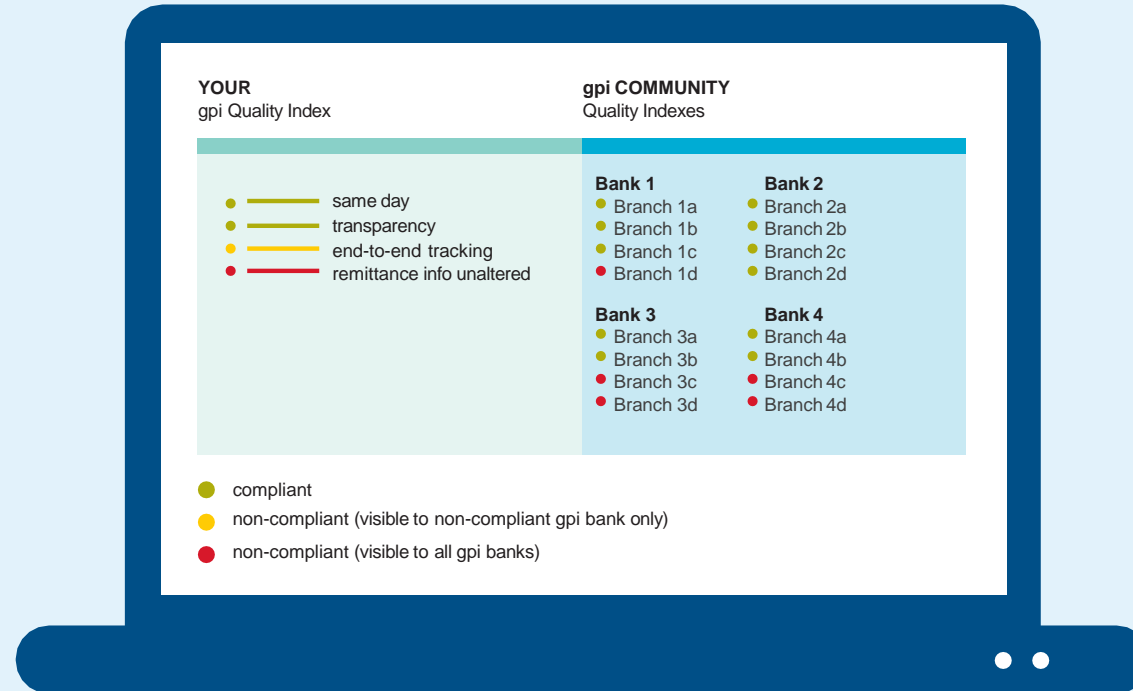 YOUR
gpi Quality Index
gpi COMMUNITY
Quality Indexes
same day
transparency
end-to-end tracking
remittance info unaltered
Bank 1
Branch 1a
Branch 1b
Branch 1c
Branch 1d
Bank 2
Branch 2a
Branch 2b
Branch 2c
Branch 2d
Bank 3
Branch 3a
Branch 3b
Branch 3c
Branch 3d
Bank 4
Branch 4a
Branch 4b
Branch 4c
Branch 4d
compliant
non-compliant (visible to non-compliant gpi bank only)
non-compliant (visible to all gpi banks)